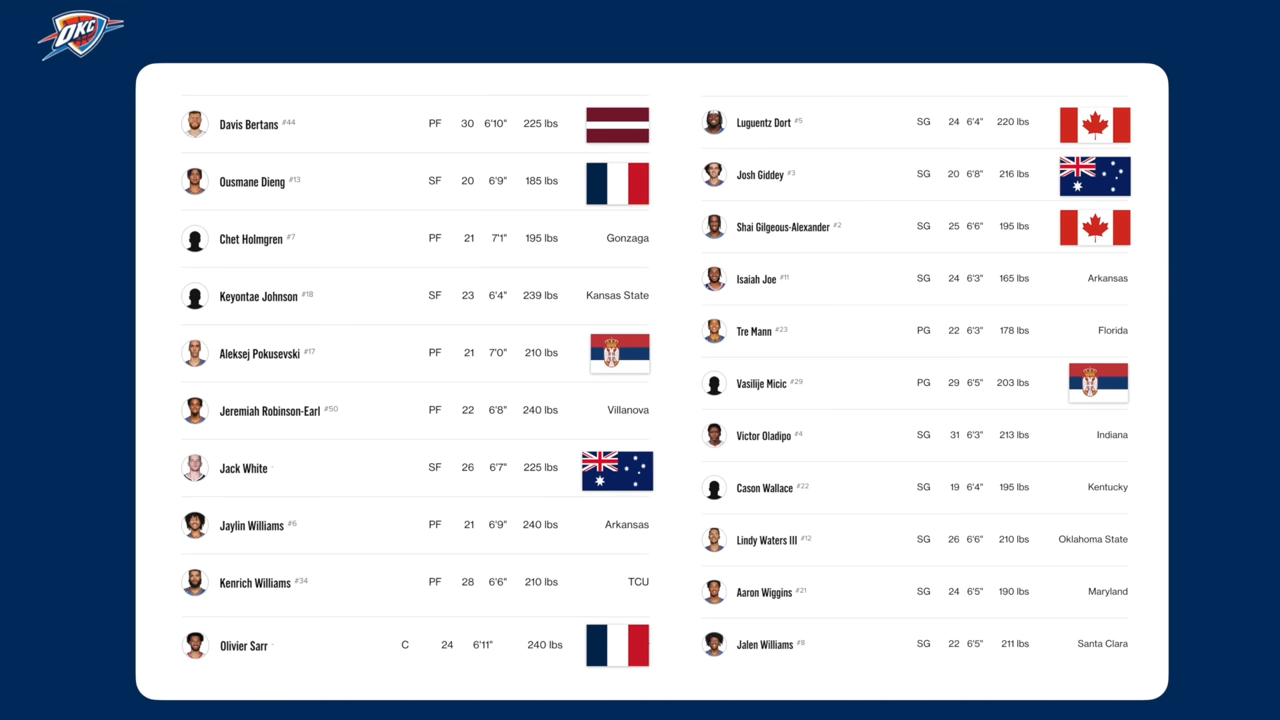 OKC
Davis Bertans #44 PF 30 6'10" 225 lbs
Ousmane Dieng #13 SF 20 6'9" 185 lbs
Chet Holmgren #7 PF 21 7'1" 195 lbs Gonzaga
Keyontae Johnson #18 SF 23 6'4" 239 lbs Kansas State
Aleksej Pokusevski #17 PF 21 7'0" 210 lbs
Jeremiah Robinson-Earl #50 PF 22 6'8" 240 lbs Villanova
Jack White - SF 26 6'7" 225 lbs
Jaylin Williams #6 PF 21 6'9" 240 lbs Arkansas
Kenrich Williams #34 PF 28 6'6" 210 lbs TCU
Olivier Sarr - C 24 6'11" 240 lbs
Luguentz Dort #5 SG 24 6'4" 220 lbs
Josh Giddey #3 SG 20 6'8" 216 lbs
Shai Gilgeous-Alexander #2 SG 25 6'6" 195 lbs
Isaiah Joe #11 SG 24 6'3" 165 lbs Arkansas
Tre Mann #23 PG 22 6'3" 178 lbs Florida
Vasilije Micic #29 PG 29 6'5" 203 lbs
Victor Oladipo #4 SG 31 6'3" 213 lbs Indiana
Cason Wallace #22 SG 19 6'4" 195 lbs Kentucky
Lindy Waters III #12 SG 26 6'6" 210 lbs Oklahoma State
Aaron Wiggins #21 SG 24 6'5" 190 lbs Maryland
Jalen Williams #8 SG 22 6'5" 211 lbs Santa Clara